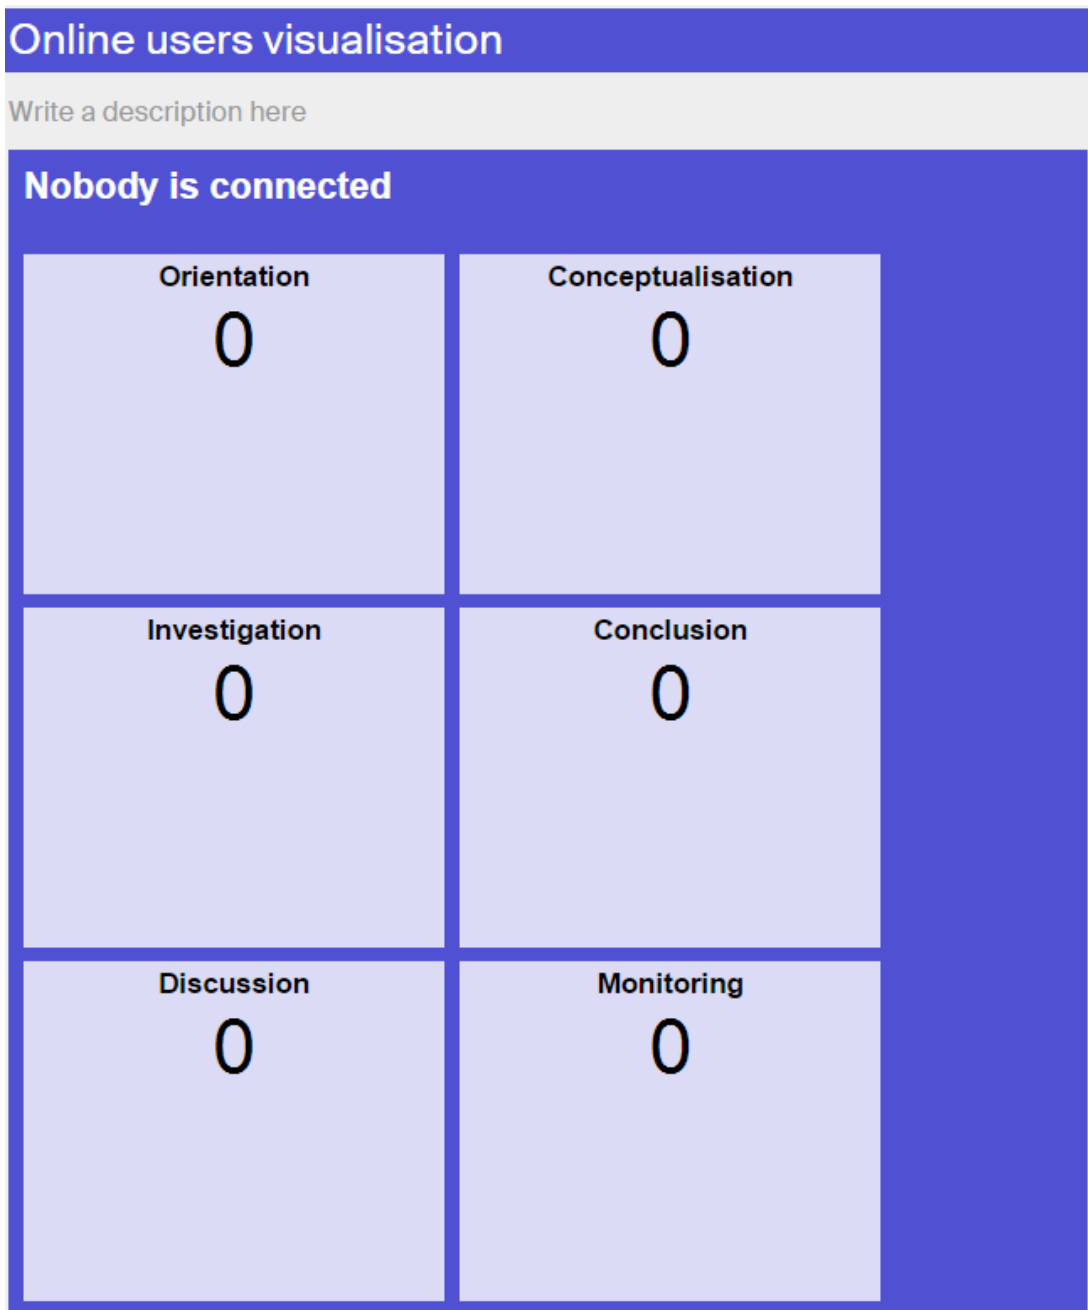 Online users visualisation
Write a description here
Nobody is connected
Orientation
0
Conceptualisation
0
Investigation
0
Conclusion
0
Discussion
0
Monitoring
0